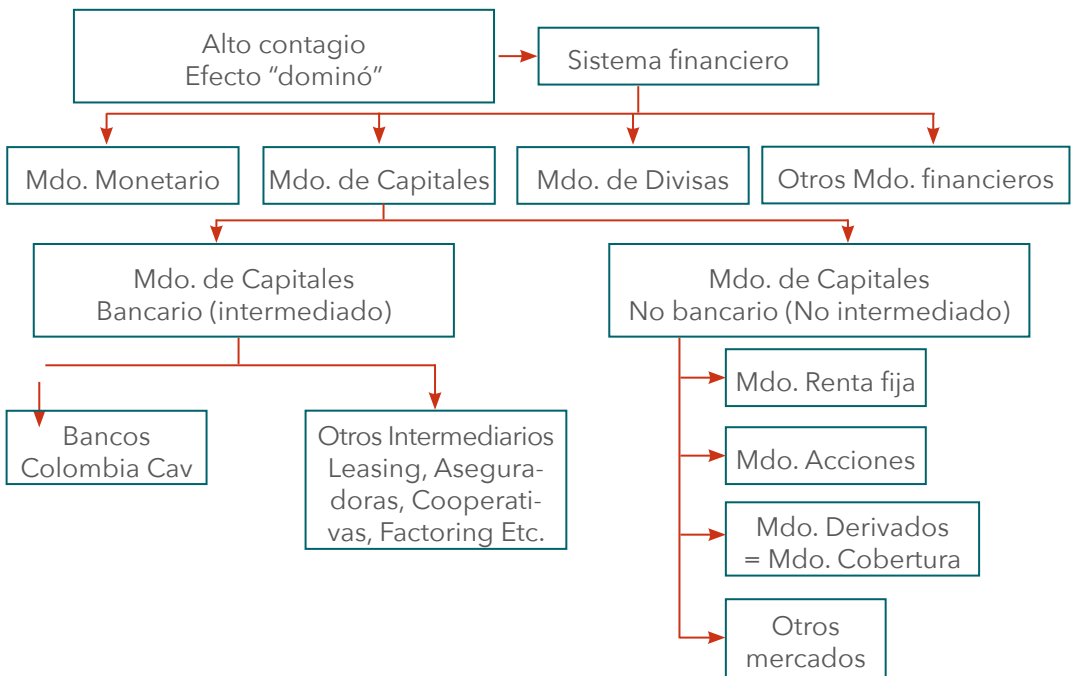 Alto contagio
Efecto “dominó”
Sistema financiero
Mdo. Monetario
Mdo. de Capitales
Mdo. de Divisas
Otros Mdo. financieros
Mdo. de Capitales
Bancario (intermediado)
Mdo. de Capitales
No bancario (No intermediado)
Bancos
Colombia Cav
Otros Intermediarios
Leasing, Asegura-
doras, Cooperati-
vas, Factoring Etc.
Mdo. Renta fija
Mdo. Acciones
Mdo. Derivados
= Mdo. Cobertura
Otros
mercados